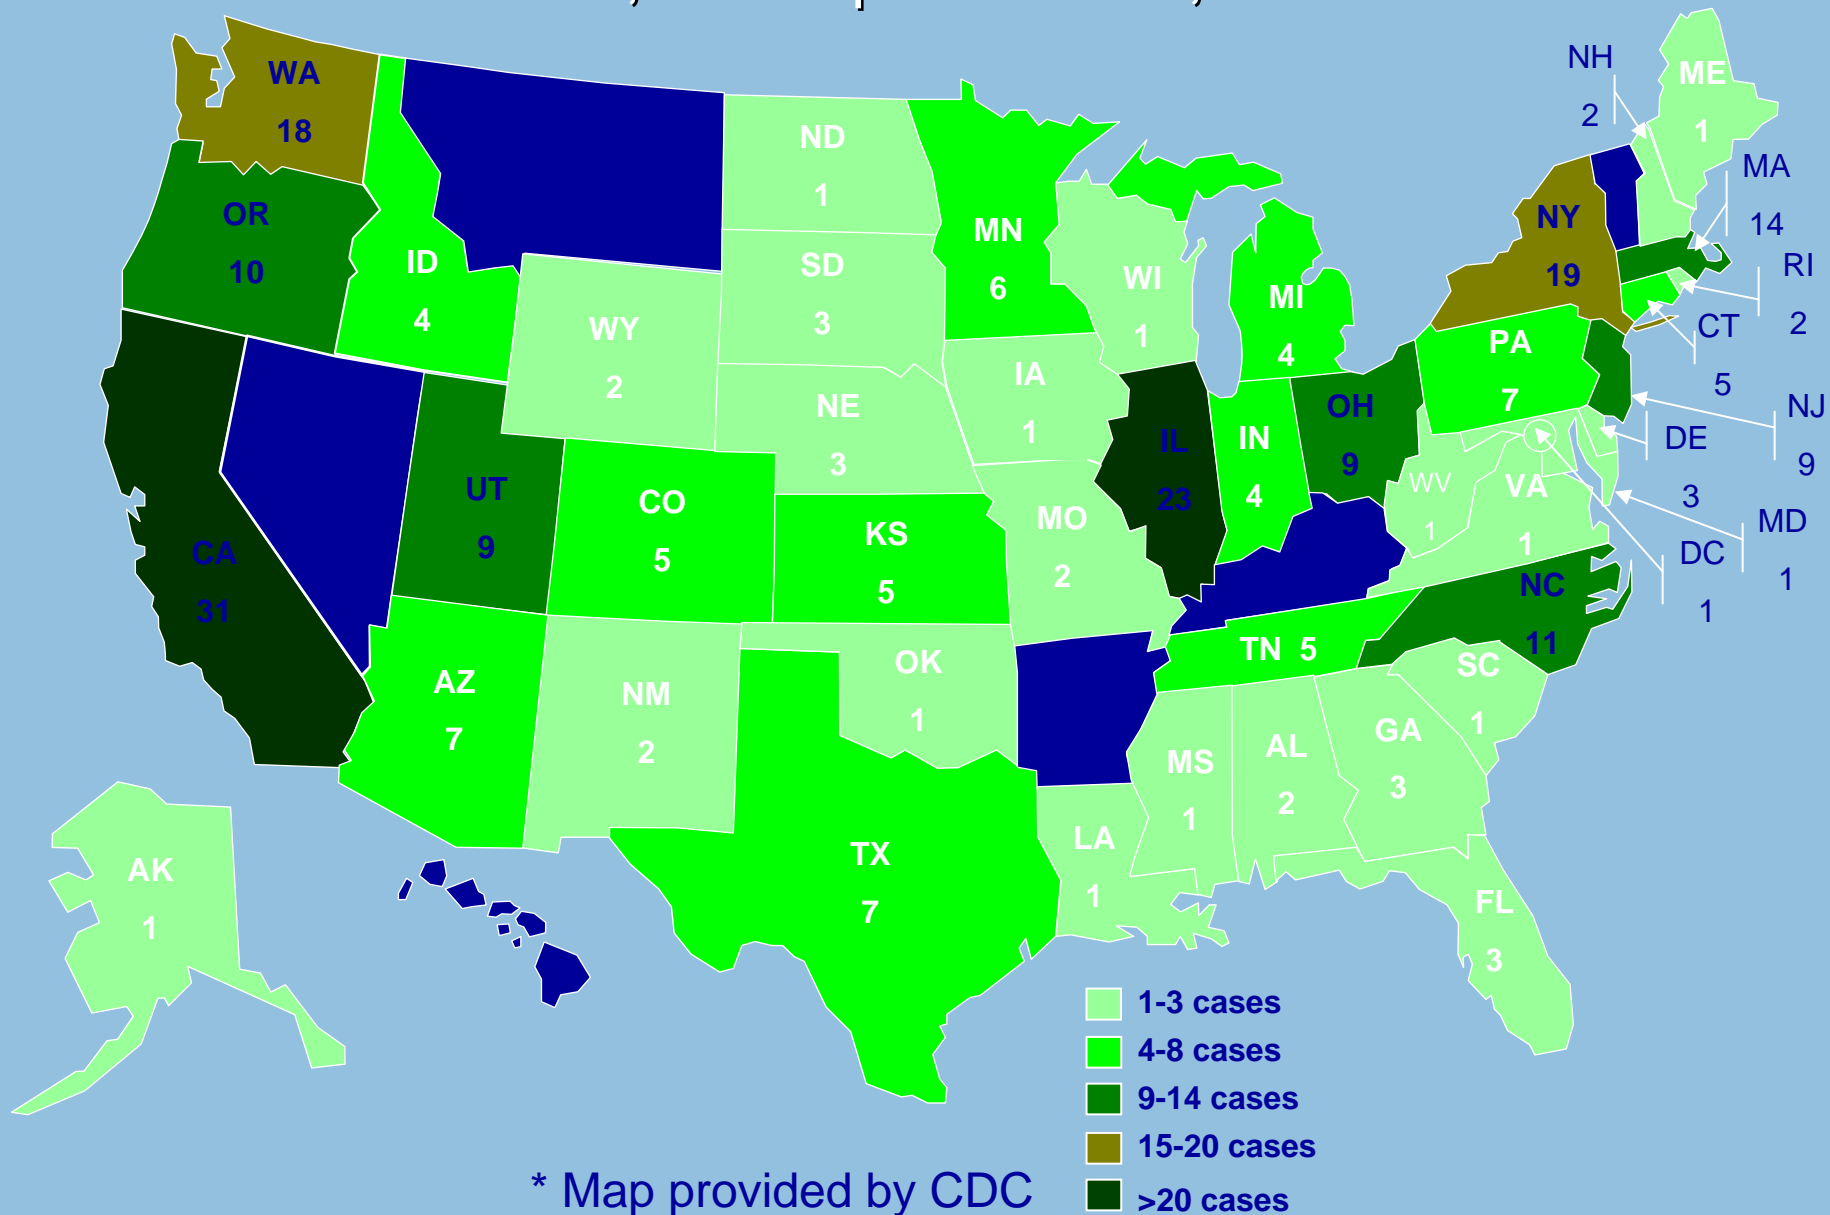 WA
18
OR
10
ID
4
CA
31
UT
9
WY
2
CO
5
AZ
7
NM
2
ND
1
SD
3
NE
3
KS
5
OK
1
TX
7
MN
6
IA
1
MO
2
WI
1
IL
23
MI
4
IN
4
OH
9
PA
7
NY
19
WV
1
VA
1
NC
11
TN 5
SC
1
GA
3
AL
2
MS
1
LA
1
FL
3
AK
1
ME
1
NH
2
MA
14
RI
2
CT
5
NJ
9
DE
3
MD
1
DC
1
1-3 cases
4-8 cases
9-14 cases
15-20 cases
>20 cases
* Map provided by CDC